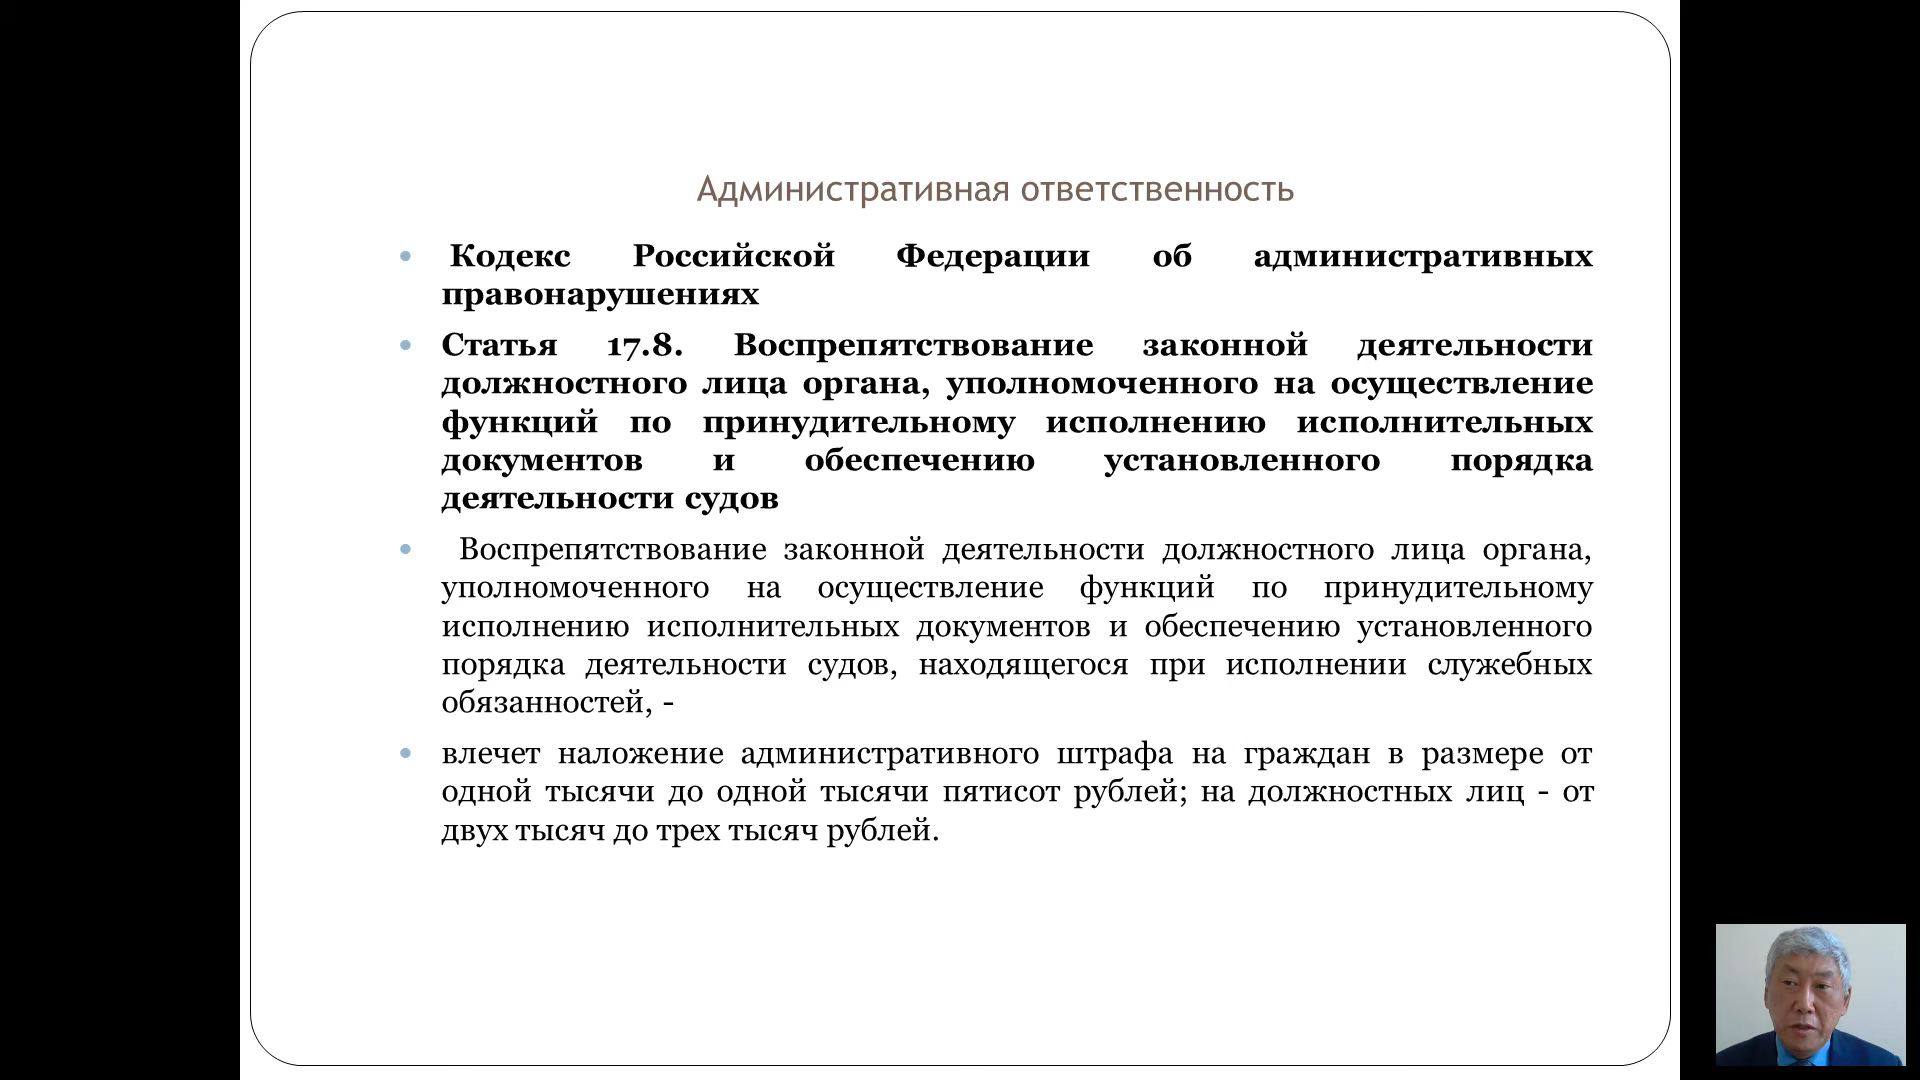 Административная ответственность
Кодекс Российской Федерации об административных
правонарушениях
Статья 17.8. Воспрепятствование законной деятельности
должностного лица органа, уполномоченного на осуществление
функций по принудительному исполнению исполнительных
документов и обеспечению установленного порядка
деятельности судов
Воспрепятствование законной деятельности должностного лица органа,
уполномоченного на осуществление функций по принудительному
исполнению исполнительных документов и обеспечению установленного
порядка деятельности судов, находящегося при исполнении служебных
обязанностей, -
влечет наложение административного штрафа на граждан в размере от
одной тысячи до одной тысячи пятисот рублей; на должностных лиц - от
двух тысяч до трех тысяч рублей.